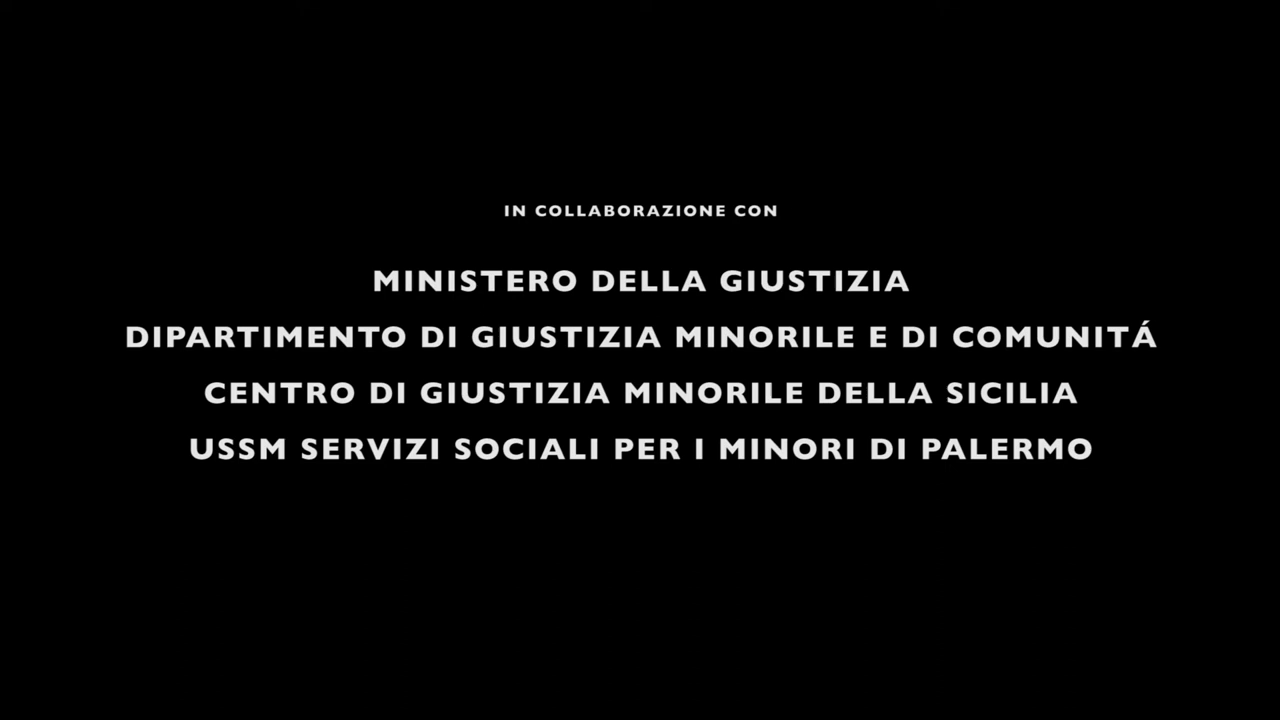 IN COLLABORAZIONE CON
MINISTERO DELLA GIUSTIZIA
DIPARTIMENTO DI GIUSTIZIA MINORILE E DI COMUNITÁ
CENTRO DI GIUSTIZIA MINORILE DELLA SICILIA
USSM SERVIZI SOCIALI PER I MINORI DI PALERMO